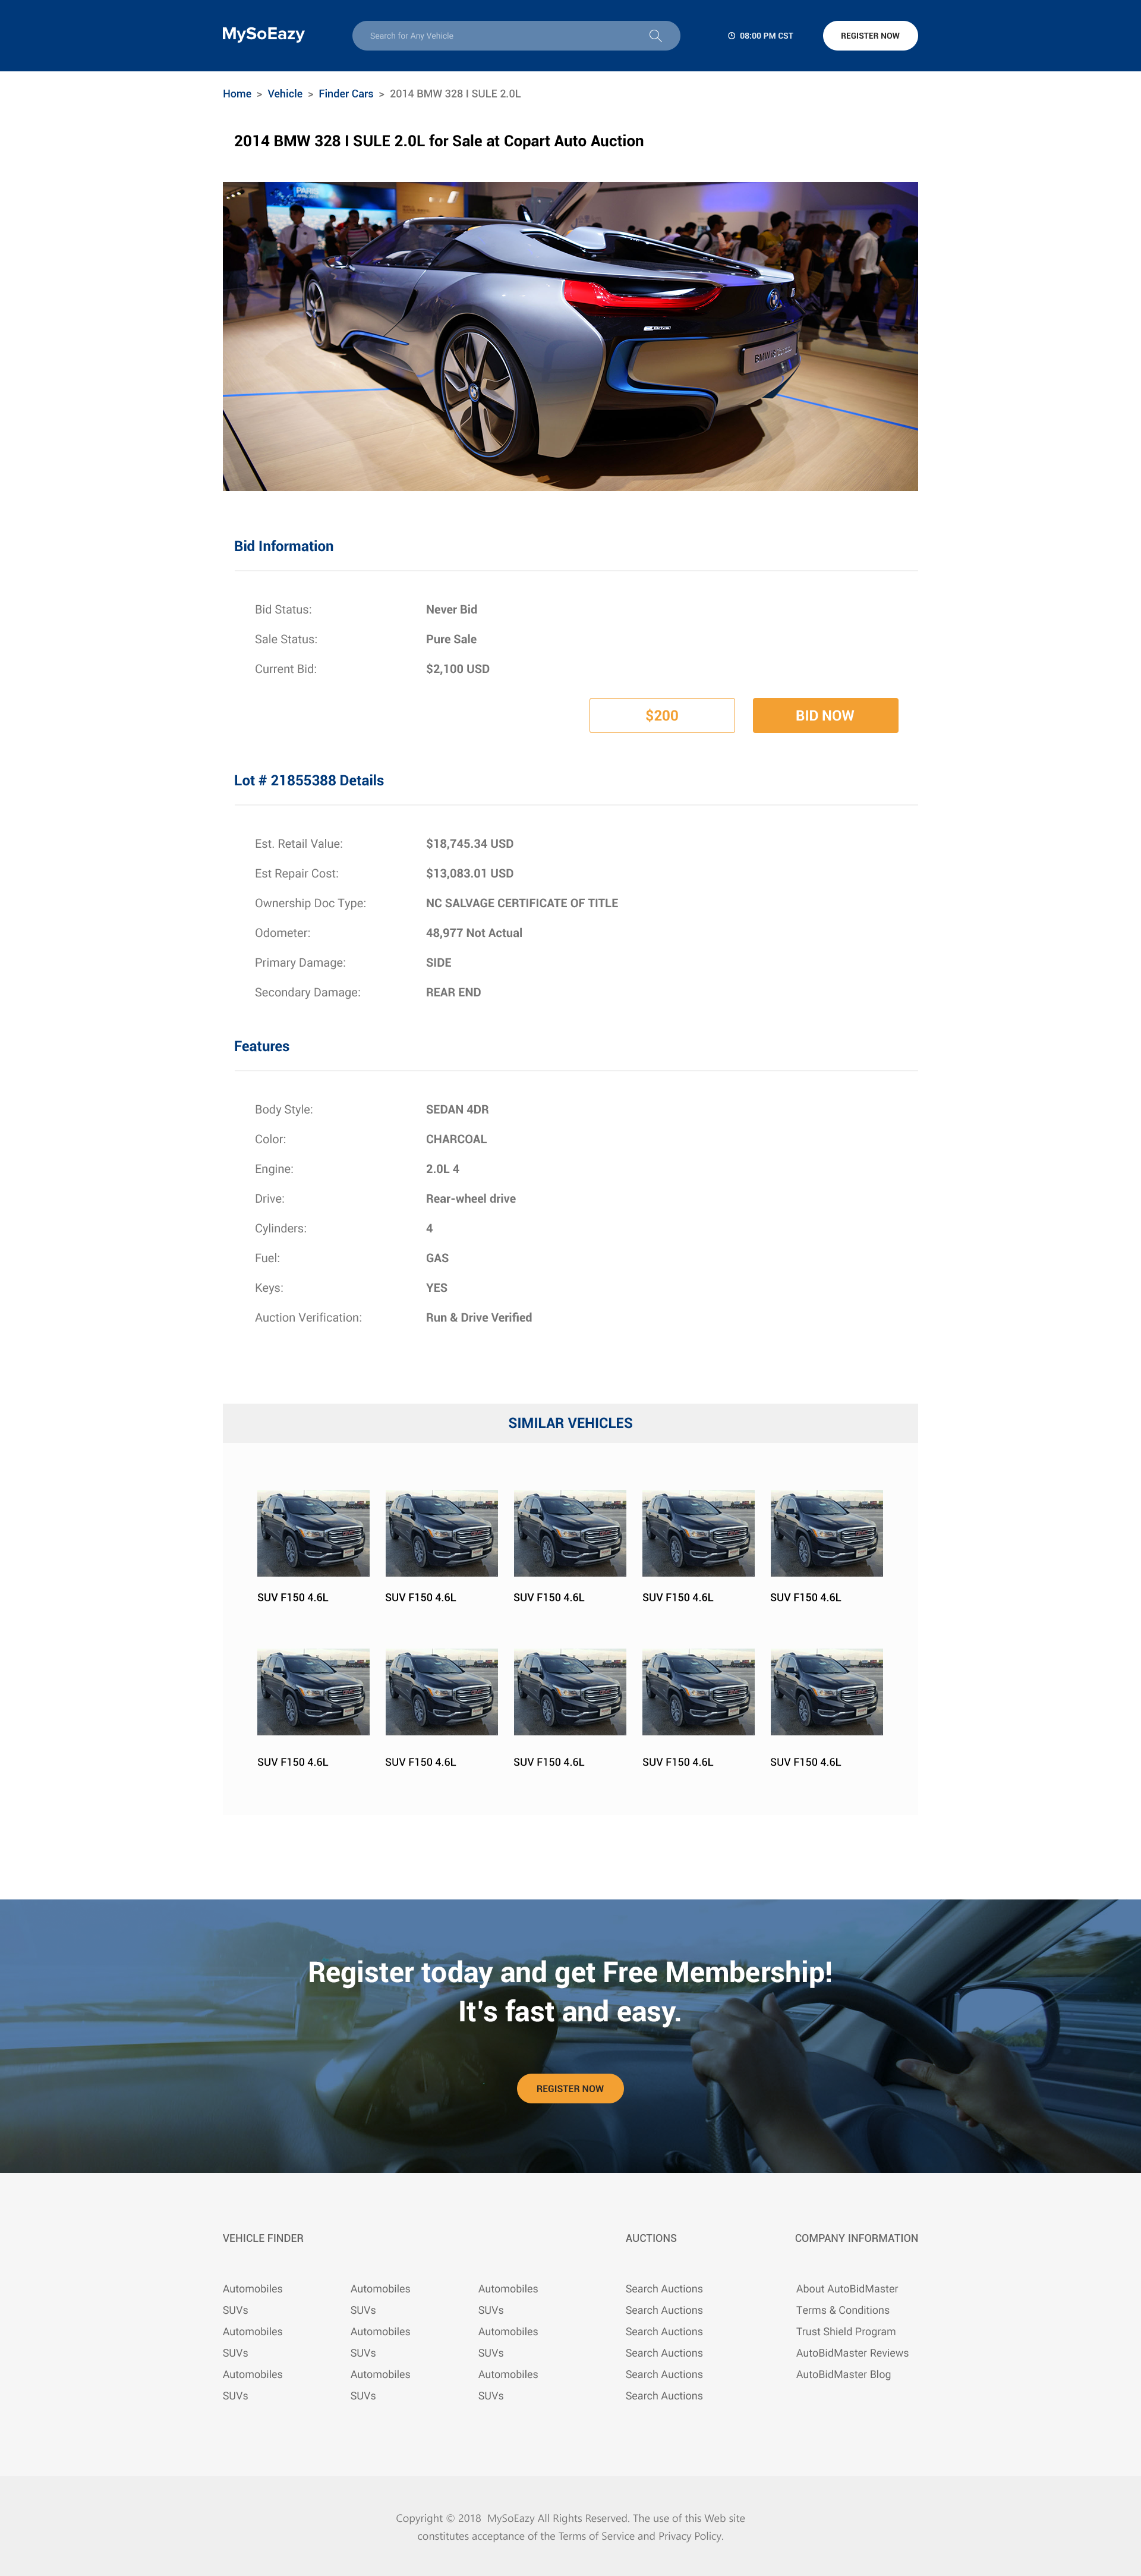 MySoEazy
Search for Any Vehicle
08:00 PM CST
REGISTER NOW
Home > Vehicle > Finder Cars > 2014 BMW 328 I SULE 2.0L
2014 BMW 328 I SULE 2.0L for Sale at Copart Auto Auction
Bid Information
Bid Status: Never Bid
Sale Status: Pure Sale
Current Bid: $2,100 USD
$200 BID NOW
Lot # 21855388 Details
Est. Retail Value: $18,745.34 USD
Est Repair Cost: $13,083.01 USD
Ownership Doc Type: NC SALVAGE CERTIFICATE OF TITLE
Odometer: 48,977 Not Actual
Primary Damage: SIDE
Secondary Damage: REAR END
Features
Body Style: SEDAN 4DR
Color: CHARCOAL
Engine: 2.0L 4
Drive: Rear-wheel drive
Cylinders: 4
Fuel: GAS
Keys: YES
Auction Verification: Run & Drive Verified
SIMILAR VEHICLES
SUV F150 4.6L SUV F150 4.6L SUV F150 4.6L SUV F150 4.6L SUV F150 4.6L
SUV F150 4.6L SUV F150 4.6L SUV F150 4.6L SUV F150 4.6L SUV F150 4.6L
Register today and get Free Membership!
It's fast and easy.
REGISTER NOW
VEHICLE FINDER AUCTIONS COMPANY INFORMATION
Automobiles Automobiles Automobiles Search Auctions About AutoBidMaster
SUVs SUVs SUVs Search Auctions Terms & Conditions
Automobiles Automobiles Automobiles Search Auctions Trust Shield Program
SUVs SUVs SUVs Search Auctions AutoBidMaster Reviews
Automobiles Automobiles Automobiles Search Auctions AutoBidMaster Blog
SUVs SUVs SUVs Search Auctions
Copyright © 2018 MySoEazy All Rights Reserved. The use of this Web site
constitutes acceptance of the Terms of Service and Privacy Policy.